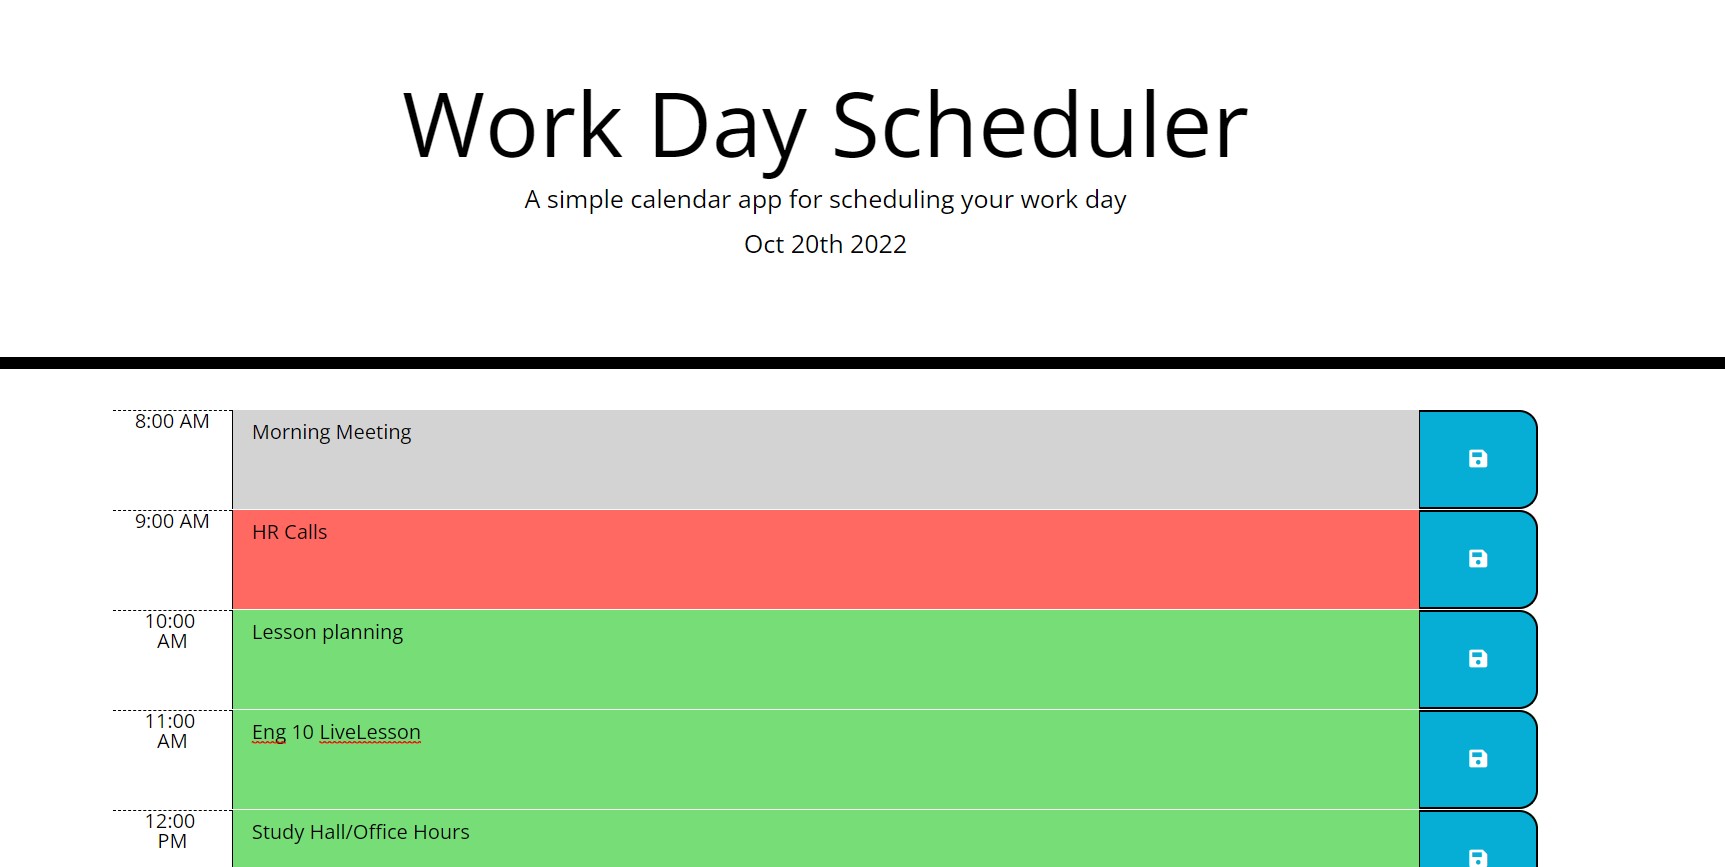 Work Day Scheduler
A simple calendar app for scheduling your work day
Oct 20th 2022
8:00 AM
Morning Meeting
9:00 AM
HR Calls
10:00
AM
Lesson planning
11:00
AM
Eng 10 LiveLesson
12:00
PM
Study Hall/Office Hours